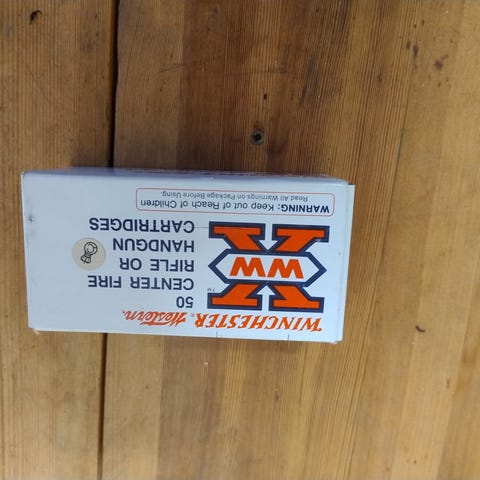 WINCHESTER® Western®
XWW™
50
CENTER FIRE
RIFLE OR
HANDGUN
CARTRIDGES
WARNING: Keep out of Reach of Children
Read All Warnings on Package Before Using.